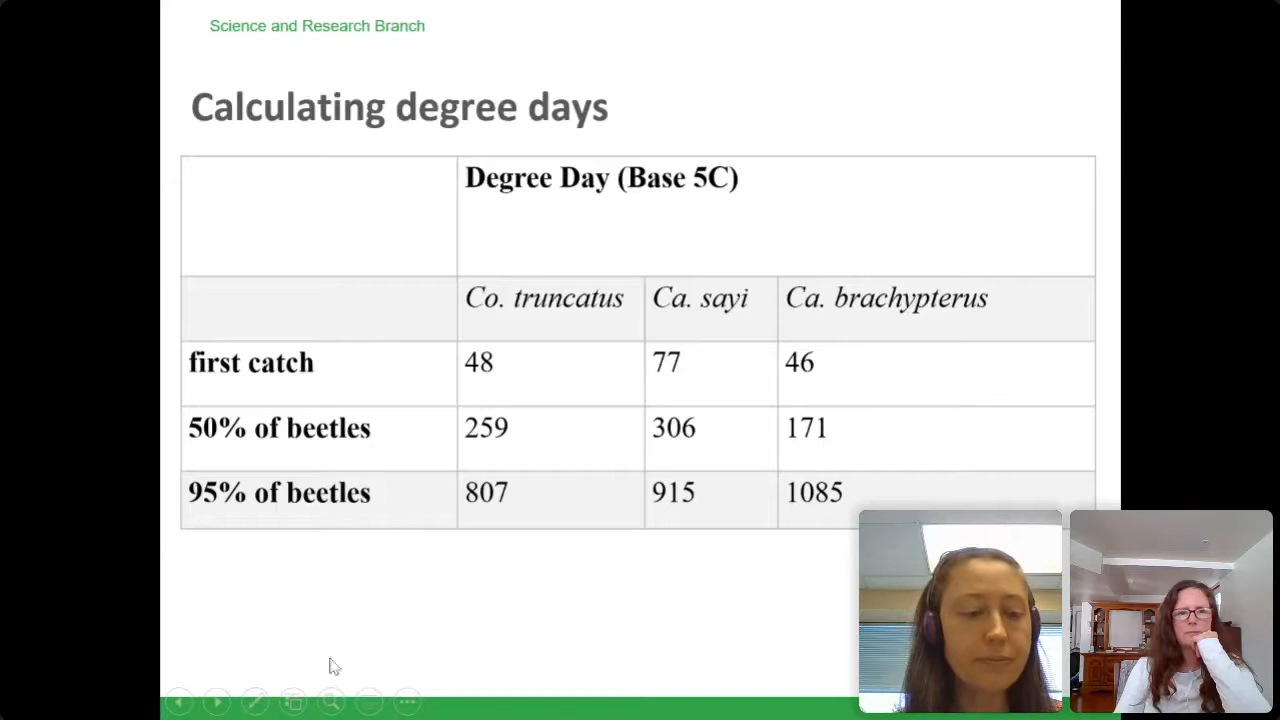 Science and Research Branch
Calculating degree days
Degree Day (Base 5C)
Co. truncatus Ca. sayi Ca. brachypterus
first catch 48 77 46
50% of beetles 259 306 171
95% of beetles 807 915 1085